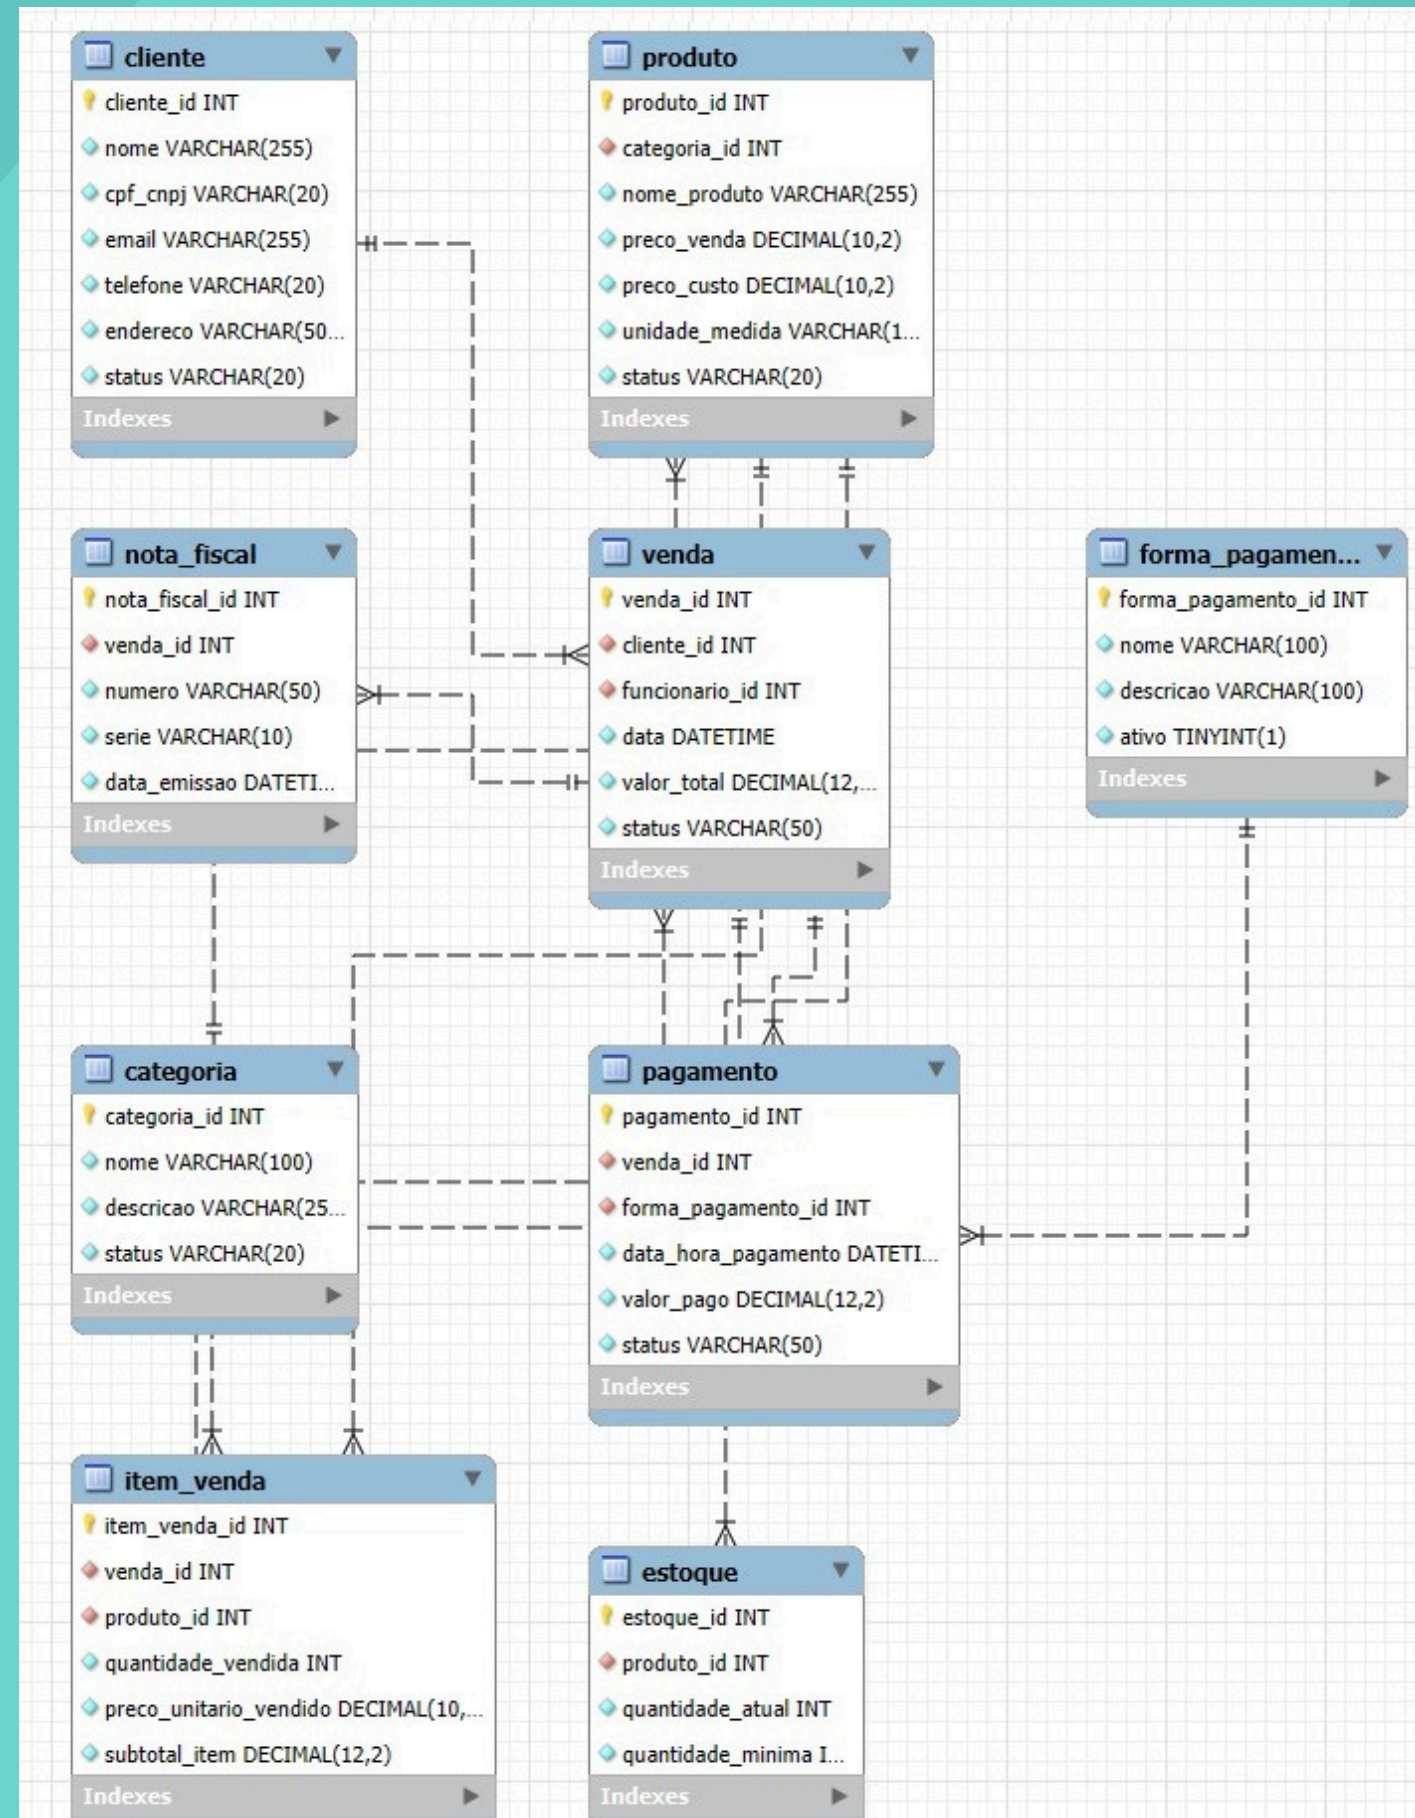 cliente
cliente_id INT
nome VARCHAR(255)
cpf_cnpj VARCHAR(20)
email VARCHAR(255)
telefone VARCHAR(20)
endereco VARCHAR(50...
status VARCHAR(20)
Indexes
produto
produto_id INT
categoria_id INT
nome_produto VARCHAR(255)
preco_venda DECIMAL(10,2)
preco_custo DECIMAL(10,2)
unidade_medida VARCHAR(1...
status VARCHAR(20)
Indexes
nota_fiscal
nota_fiscal_id INT
venda_id INT
numero VARCHAR(50)
serie VARCHAR(10)
data_emissao DATETI...
Indexes
venda
venda_id INT
cliente_id INT
funcionario_id INT
data DATETIME
valor_total DECIMAL(12,...
status VARCHAR(50)
Indexes
forma_pagamen...
forma_pagamento_id INT
nome VARCHAR(100)
descricao VARCHAR(100)
ativo TINYINT(1)
Indexes
categoria
categoria_id INT
nome VARCHAR(100)
descricao VARCHAR(25...
status VARCHAR(20)
Indexes
pagamento
pagamento_id INT
venda_id INT
forma_pagamento_id INT
data_hora_pagamento DATETI...
valor_pago DECIMAL(12,2)
status VARCHAR(50)
Indexes
item_venda
item_venda_id INT
venda_id INT
produto_id INT
quantidade_vendida INT
preco_unitario_vendido DECIMAL(10,...
subtotal_item DECIMAL(12,2)
Indexes
estoque
estoque_id INT
produto_id INT
quantidade_atual INT
quantidade_minima I...
Indexes